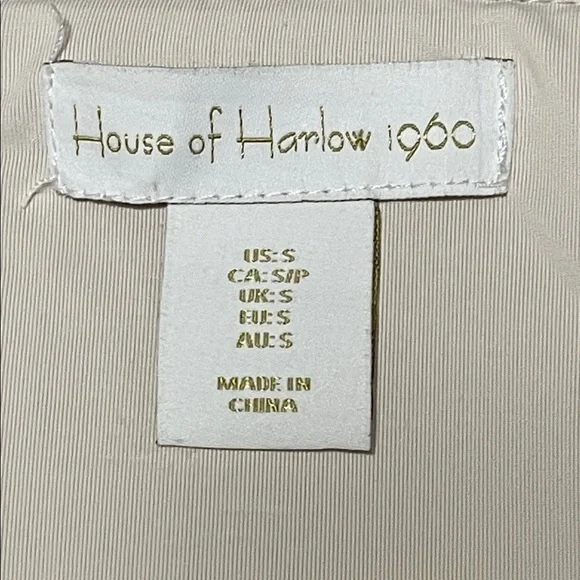 House of Harlow 1960
US: S
CA: S/P
UK: S
EU: S
AU: S
MADE IN
CHINA